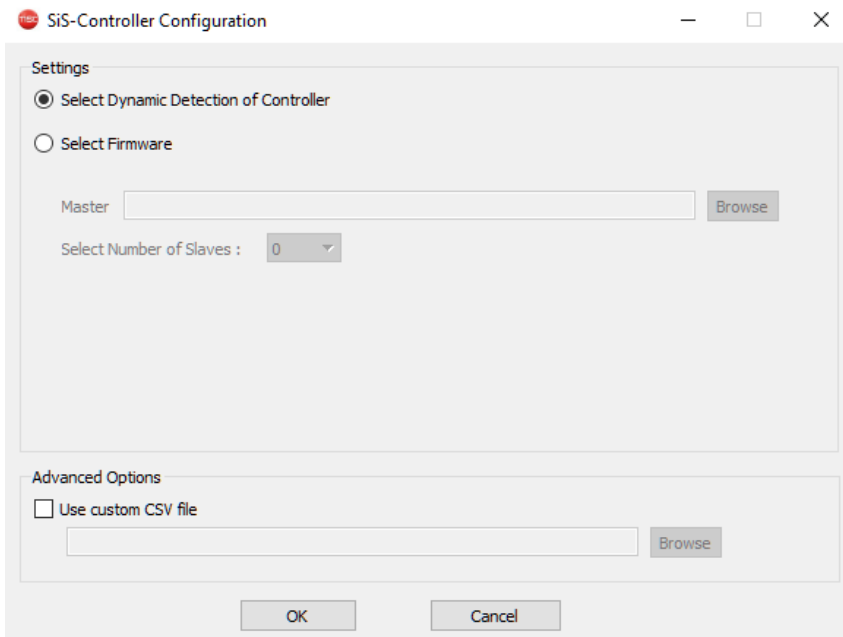 SiS-Controller Configuration
Settings
Select Dynamic Detection of Controller
Select Firmware
Master
Browse
Select Number of Slaves :
0
Advanced Options
Use custom CSV file
Browse
OK
Cancel